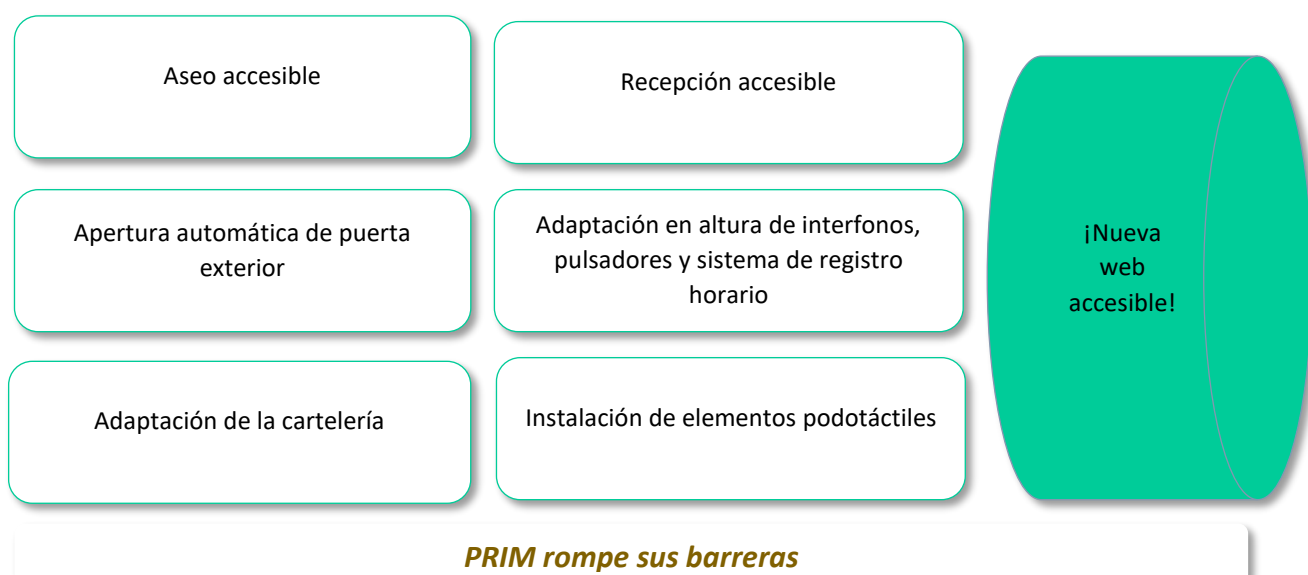 Aseo accesible
Recepción accesible
Apertura automática de puerta
exterior
Adaptación en altura de interfonos,
pulsadores y sistema de registro
horario
Adaptación de la cartelería
Instalación de elementos podotáctiles
¡Nueva
web
accesible!
PRIM rompe sus barreras